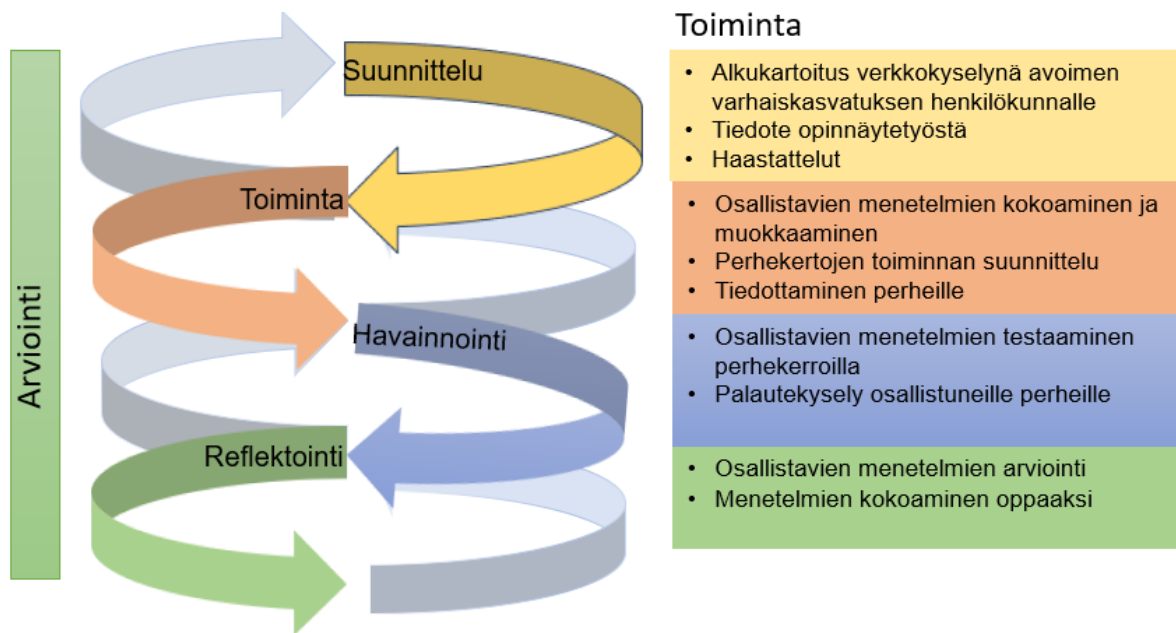 Arviointi
Suunnittelu
Toiminta
Havainnointi
Reflektointi
Toiminta
• Alkukartoitus verkkokyselynä avoimen
varhaiskasvatuksen henkilökunnalle
• Tiedote opinnäytetyöstä
• Haastattelut
• Osallistavien menetelmien kokoaminen ja
muokkaaminen
• Perhekertojen toiminnan suunnittelu
• Tiedottaminen perheille
• Osallistavien menetelmien testaaminen
perhekerroilla
• Palautekysely osallistuneille perheille
• Osallistavien menetelmien arviointi
• Menetelmien kokoaminen oppaaksi